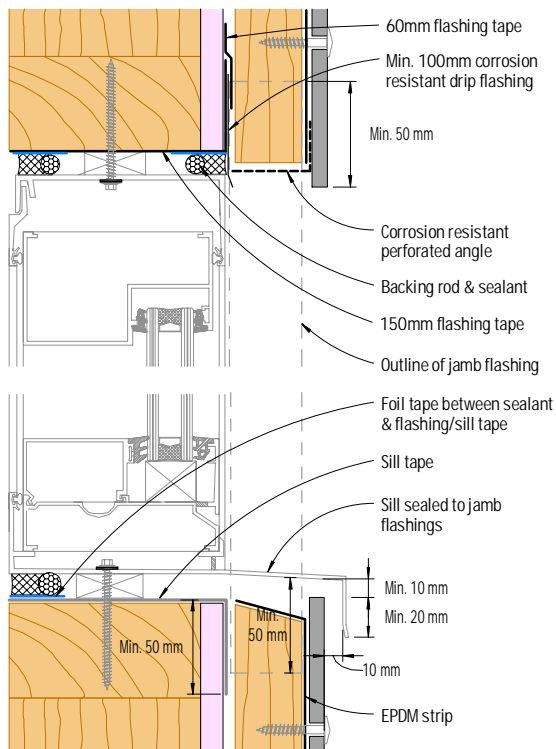 60mm flashing tape
Min. 100mm corrosion
resistant drip flashing
Min. 50 mm
Corrosion resistant
perforated angle
Backing rod & sealant
150mm flashing tape
Outline of jamb flashing
Foil tape between sealant
& flashing/sill tape
Sill tape
Sill sealed to jamb
flashings
Min. 10 mm
Min. 20 mm
Min.
50 mm
Min. 50 mm
10 mm
EPDM strip